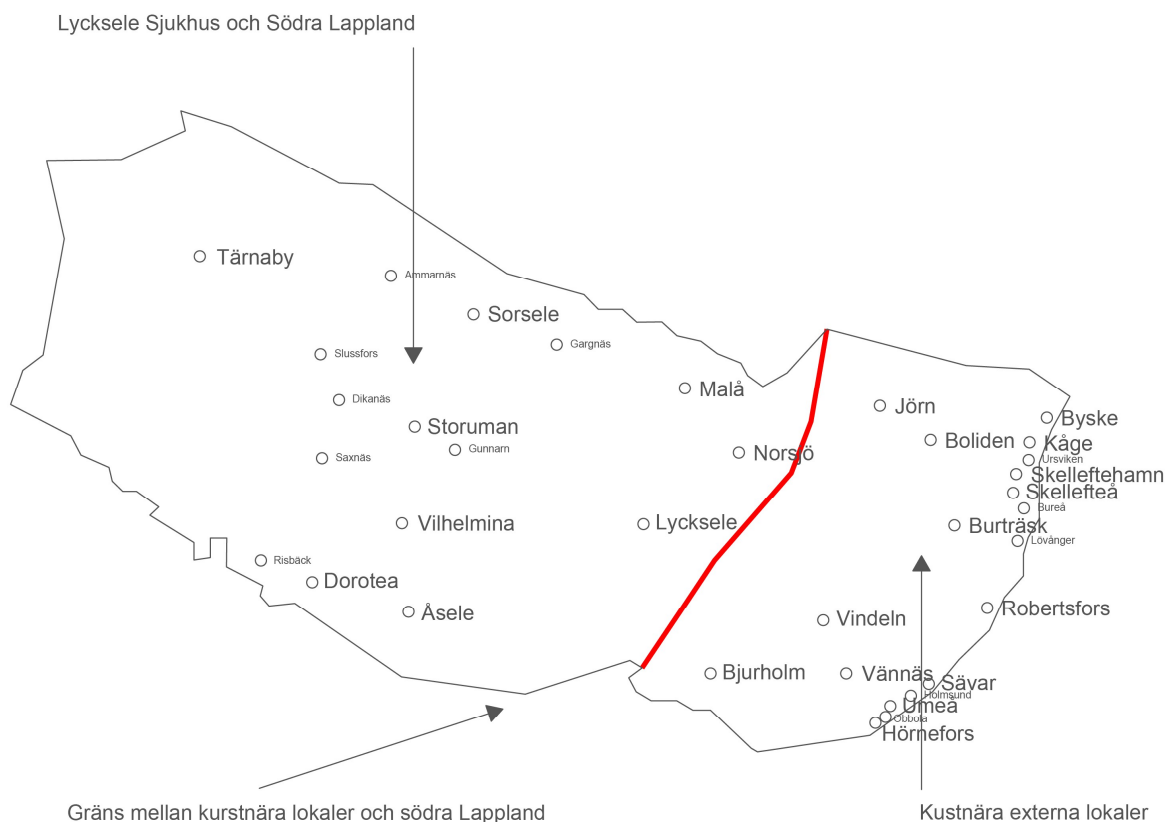 Lycksele Sjukhus och Södra Lappland
Tärnaby
Ammarnäs
Sorsele
Gargnäs
Slussfors
Malå
Dikanäs
Jörn
Byske
Storuman
Boliden
Kåge
Gunnarn
Norsjö
Saxnäs
Ursviken
Skelleftehamn
Skellefteå
Bureå
Vilhelmina
Lycksele
Burträsk
Lövånger
Risbäck
Dorotea
Åsele
Robertsfors
Vindeln
Bjurholm
Vännäs
Sävar
Holmsund
Umeå
Obbola
Hörnefors
Gräns mellan kurstnära lokaler och södra Lappland
Kustnära externa lokaler